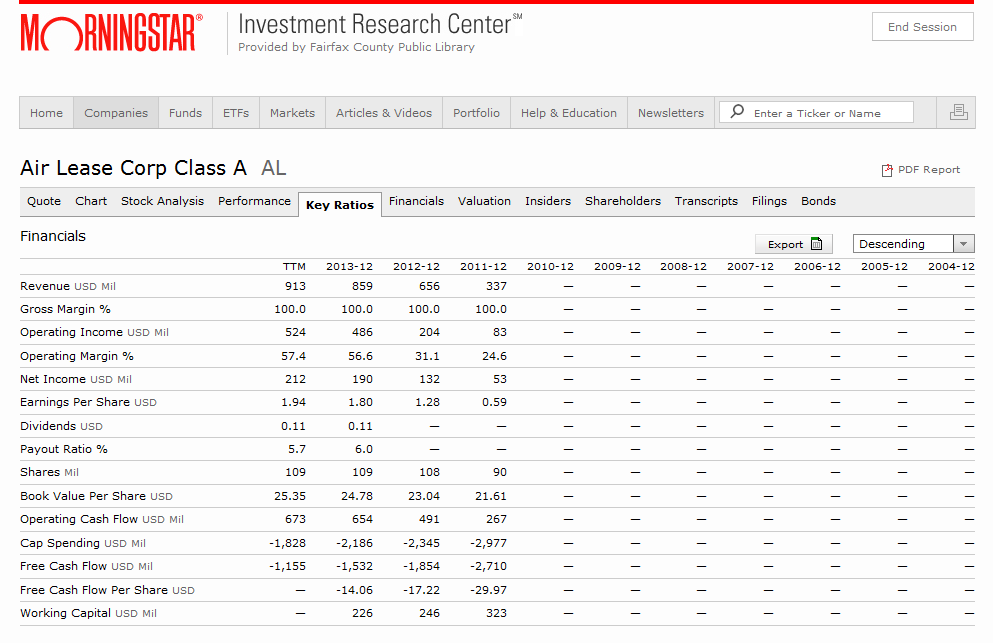 MORNINGSTAR® Investment Research Center℠
Provided by Fairfax County Public Library
End Session
Home Companies Funds ETFs Markets Articles & Videos Portfolio Help & Education Newsletters Enter a Ticker or Name
Air Lease Corp Class A AL
PDF Report
Quote Chart Stock Analysis Performance Key Ratios Financials Valuation Insiders Shareholders Transcripts Filings Bonds
Financials
Export Descending
TTM 2013-12 2012-12 2011-12 2010-12 2009-12 2008-12 2007-12 2006-12 2005-12 2004-12
Revenue USD Mil 913 859 656 337 — — — — — — —
Gross Margin % 100.0 100.0 100.0 100.0 — — — — — — —
Operating Income USD Mil 524 486 204 83 — — — — — — —
Operating Margin % 57.4 56.6 31.1 24.6 — — — — — — —
Net Income USD Mil 212 190 132 53 — — — — — — —
Earnings Per Share USD 1.94 1.80 1.28 0.59 — — — — — — —
Dividends USD 0.11 0.11 — — — — — — — — —
Payout Ratio % 5.7 6.0 — — — — — — — — —
Shares Mil 109 109 108 90 — — — — — — —
Book Value Per Share USD 25.35 24.78 23.04 21.61 — — — — — — —
Operating Cash Flow USD Mil 673 654 491 267 — — — — — — —
Cap Spending USD Mil -1,828 -2,186 -2,345 -2,977 — — — — — — —
Free Cash Flow USD Mil -1,155 -1,532 -1,854 -2,710 — — — — — — —
Free Cash Flow Per Share USD — -14.06 -17.22 -29.97 — — — — — — —
Working Capital USD Mil — 226 246 323 — — — — — — —